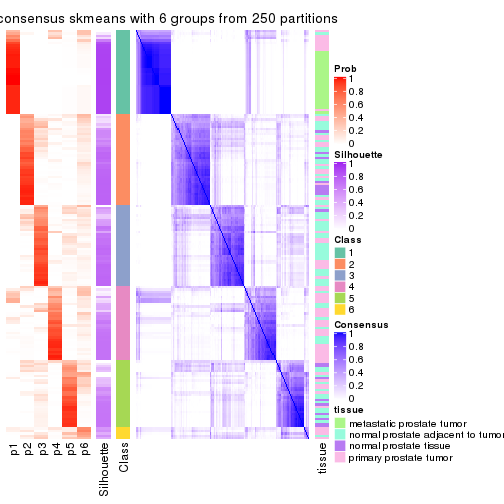 consensus skmeans with 6 groups from 250 partitions
Prob
1
0.8
0.6
0.4
0.2
0
Silhouette
1
0.8
0.6
0.4
0.2
0
Class
1
2
3
4
5
6
Consensus
1
0.8
0.6
0.4
0.2
0
tissue
metastatic prostate tumor
normal prostate adjacent to tumor
normal prostate tissue
primary prostate tumor
p1
p2
p3
p4
p5
p6
Silhouette
Class
tissue